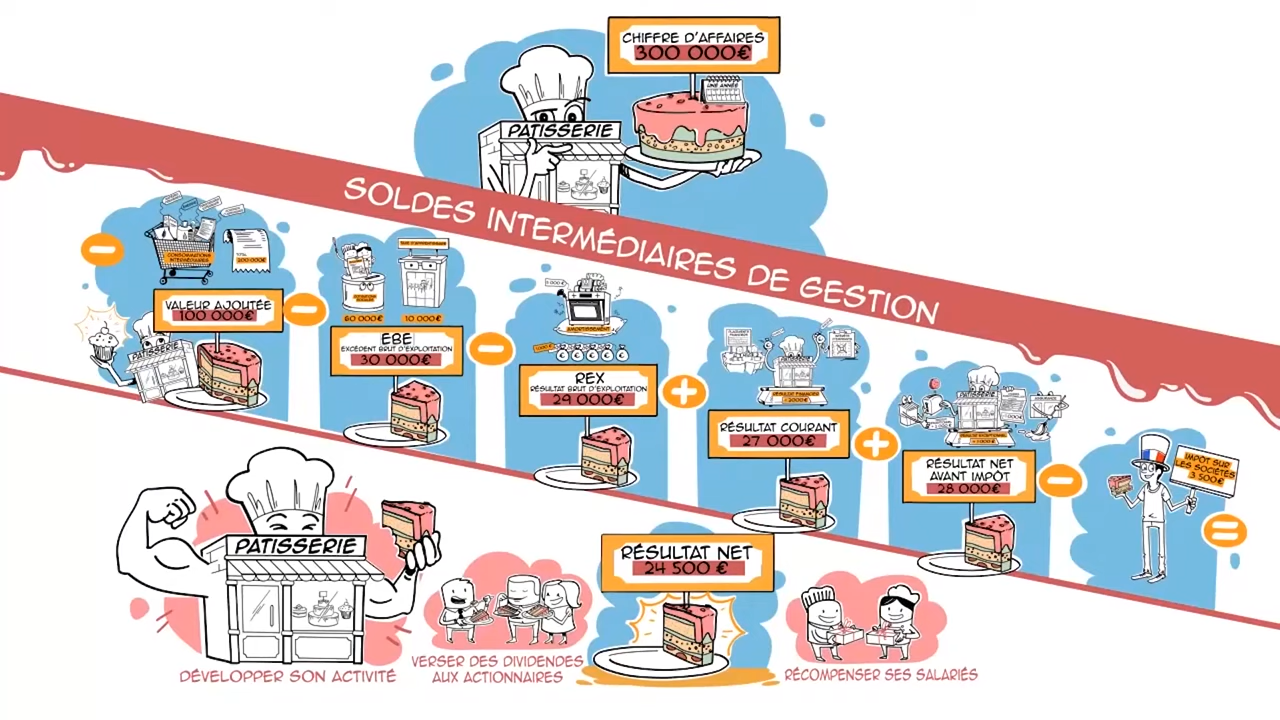 CHIFFRE D'AFFAIRES
300 000€
UNE ANNÉE
PATISSERIE
SOLDES INTERMÉDIAIRES DE GESTION
CONSOMMATIONS
INTERMÉDIAIRES
TOTAL
200 000€
VALEUR AJOUTÉE
100 000€
PATISSERIE
60 000€
10 000€
EBE
EXCÉDENT BRUT D'EXPLOITATION
30 000€
AMORTISSEMENT
REX
RÉSULTAT BRUT D'EXPLOITATION
29 000€
RÉSULTAT COURANT
27 000€
PATISSERIE
RÉSULTAT NET
AVANT IMPÔT
28 000€
IMPÔT SUR
LES SOCIÉTÉS
3 500€
PATISSERIE
DÉVELOPPER SON ACTIVITÉ
VERSER DES DIVIDENDES
AUX ACTIONNAIRES
RÉSULTAT NET
24 500 €
RÉCOMPENSER SES SALARIÉS